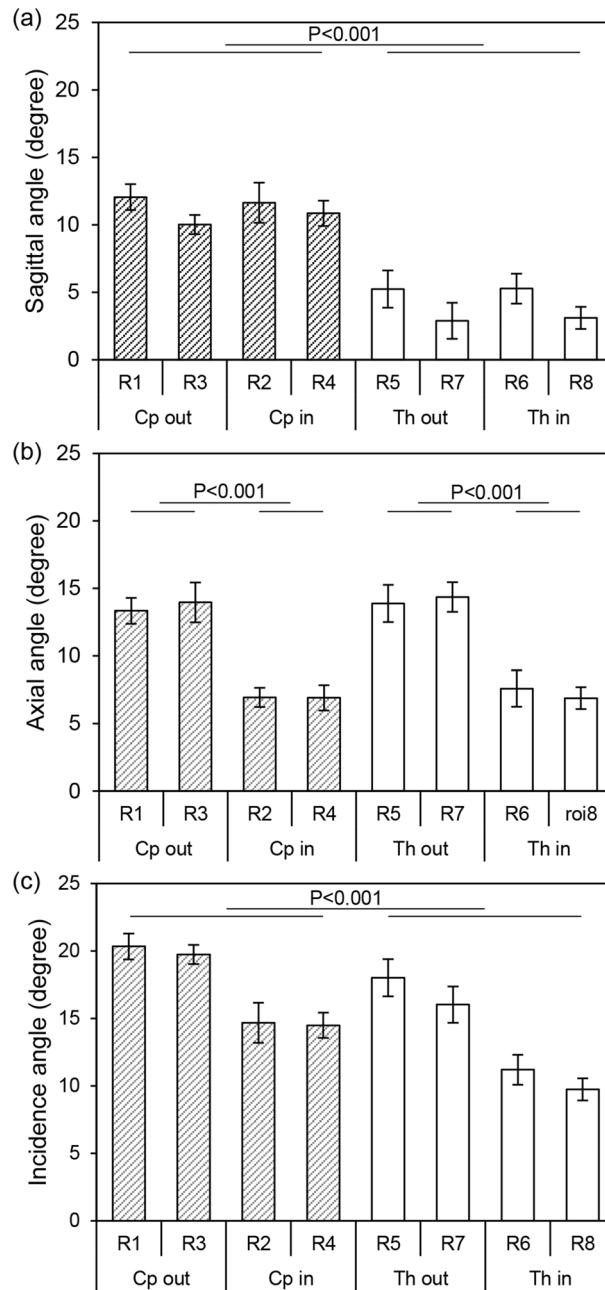 (a)
Sagittal angle (degree)
25
20
15
10
5
0
P<0.001
R1 R3 R2 R4 R5 R7 R6 R8
Cp out Cp in Th out Th in
(b)
Axial angle (degree)
25
20
15
10
5
0
P<0.001 P<0.001
R1 R3 R2 R4 R5 R7 R6 roi8
Cp out Cp in Th out Th in
(c)
Incidence angle (degree)
25
20
15
10
5
0
P<0.001
R1 R3 R2 R4 R5 R7 R6 R8
Cp out Cp in Th out Th in